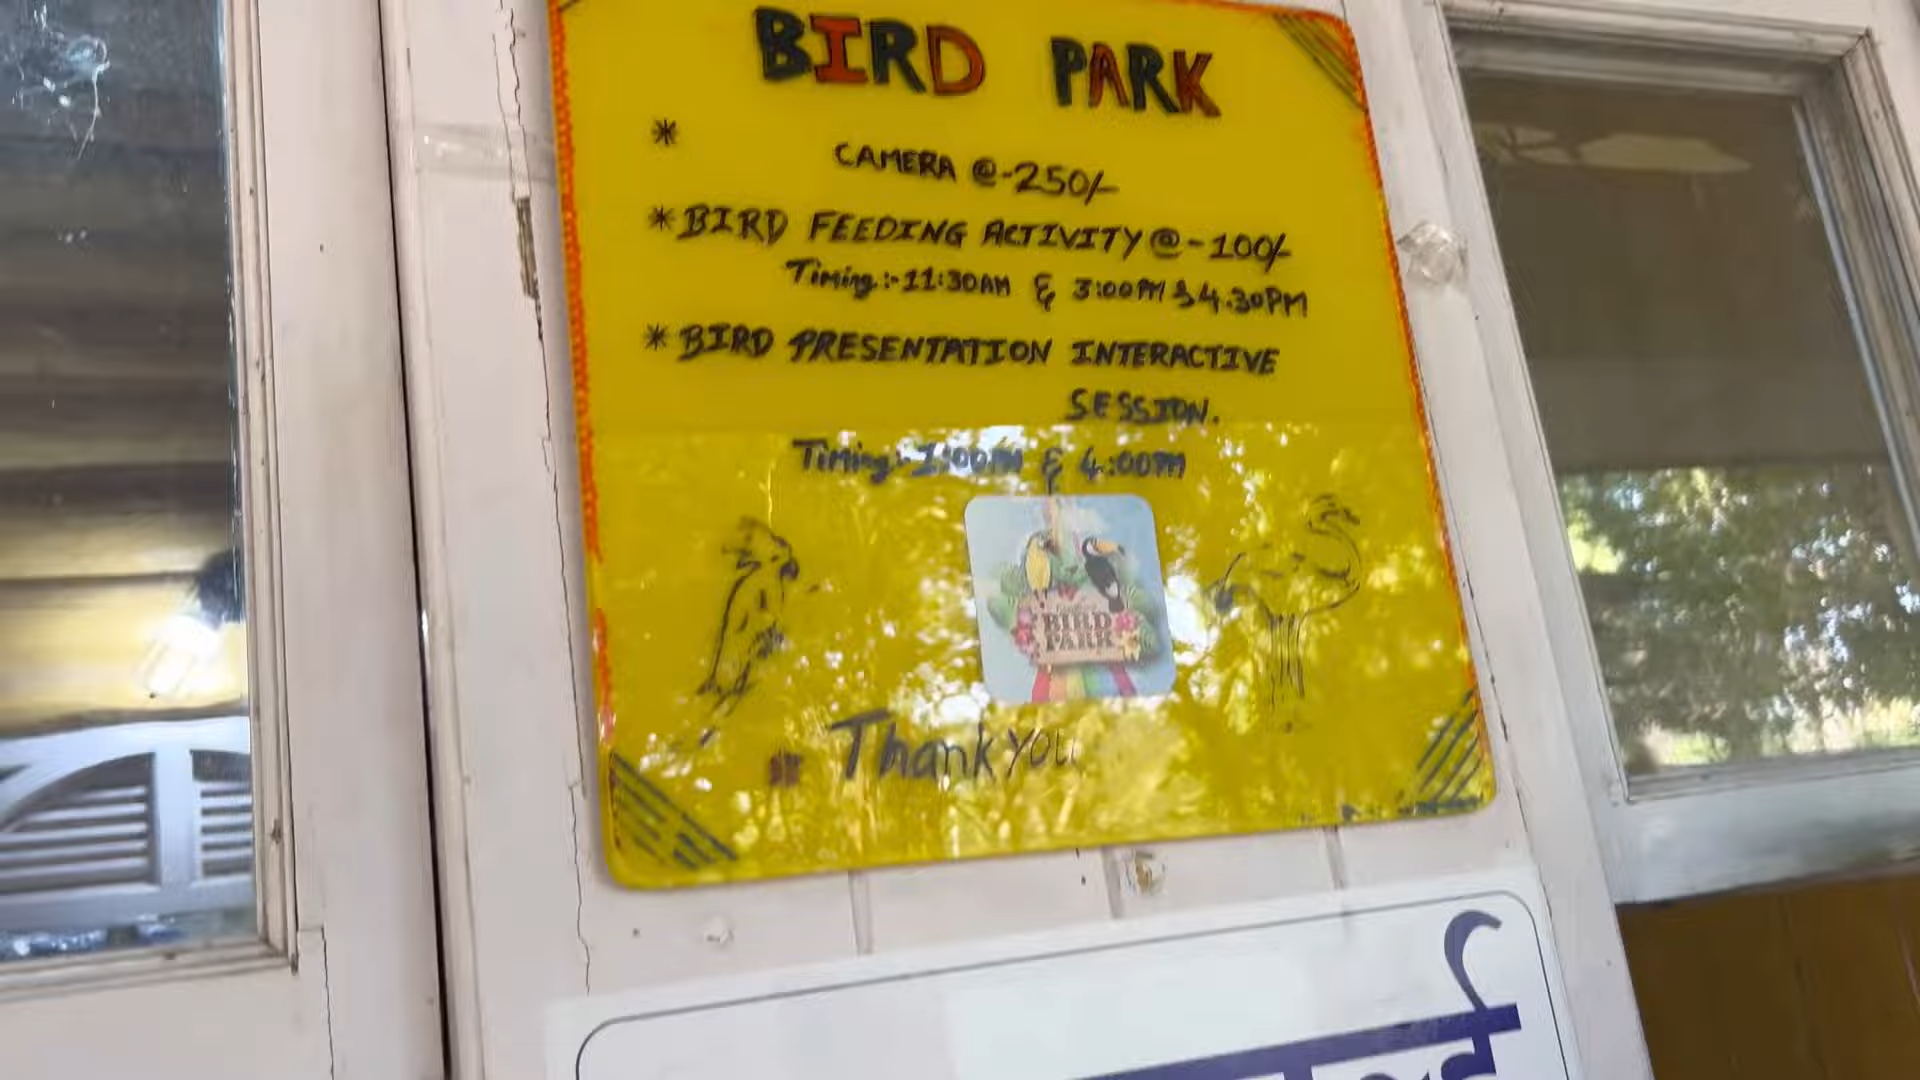 BIRD PARK
*
CAMERA @-250/-
* BIRD FEEDING ACTIVITY @-100/-
Timing:-11:30AM & 3:00PM & 4.30PM
* BIRD PRESENTATION INTERACTIVE
SESSION.
Timing:-1:00PM & 4:00PM
BIRD
PARK
Thank you